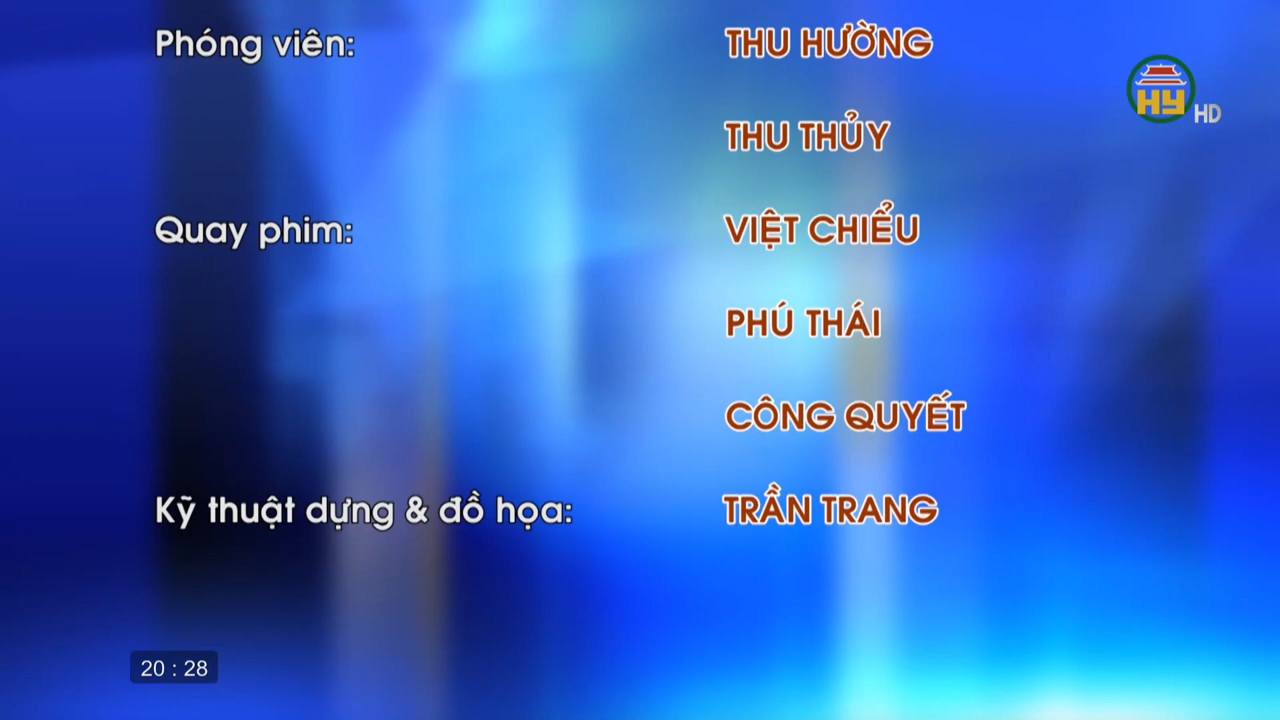 Phóng viên: THU HƯỜNG
HY HD
THU THỦY
Quay phim: VIỆT CHIỂU
PHÚ THÁI
CÔNG QUYẾT
Kỹ thuật dựng & đồ họa: TRẦN TRANG
20 : 28